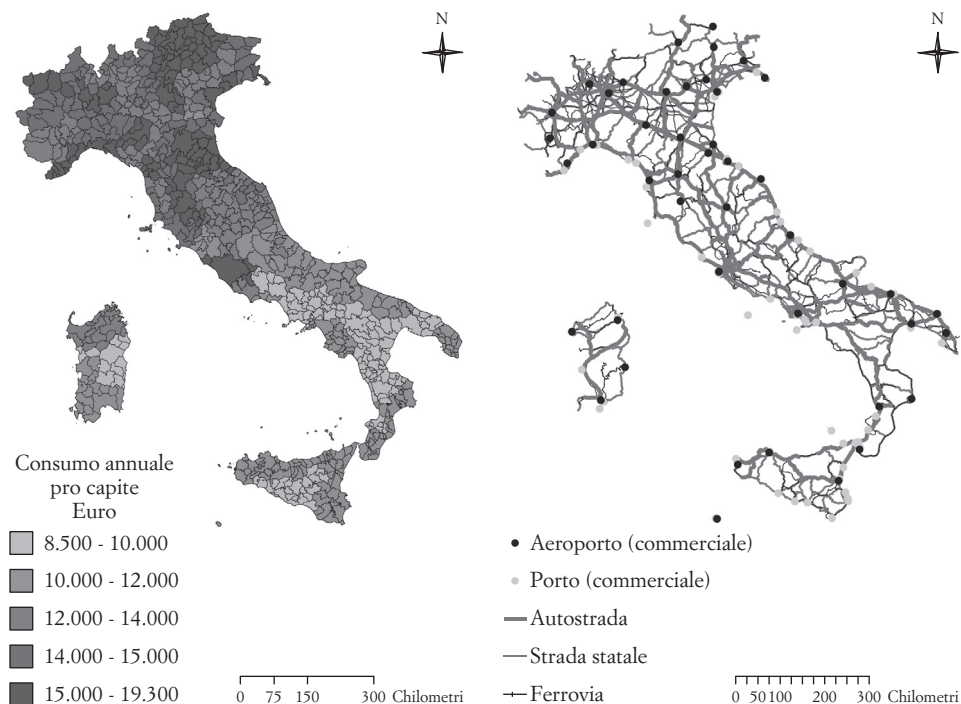 N
Consumo annuale
pro capite
Euro
8.500 - 10.000
10.000 - 12.000
12.000 - 14.000
14.000 - 15.000
15.000 - 19.300
0 75 150 300 Chilometri
N
Aeroporto (commerciale)
Porto (commerciale)
Autostrada
Strada statale
Ferrovia
0 50 100 200 300 Chilometri